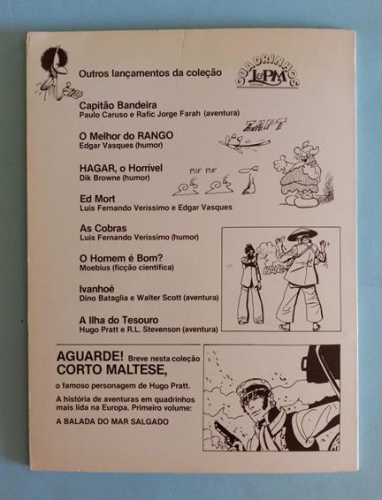 Outros lançamentos da coleção
QUADRINHOS
L&PM
Capitão Bandeira
Paulo Caruso e Rafic Jorge Farah (aventura)
ZAPT
O Melhor do RANGO
Edgar Vasques (humor)
HAGAR, o Horrível
Dik Browne (humor)
PUF PUF
Ed Mort
Luis Fernando Verissimo e Edgar Vasques
As Cobras
Luis Fernando Verissimo (humor)
O Homem é Bom?
Moebius (ficção científica)
Ivanhoé
Dino Bataglia e Walter Scott (aventura)
A Ilha do Tesouro
Hugo Pratt e R.L. Stevenson (aventura)
AGUARDE! Breve nesta coleção
CORTO MALTESE,
o famoso personagem de Hugo Pratt.
A história de aventuras em quadrinhos
mais lida na Europa. Primeiro volume:
A BALADA DO MAR SALGADO